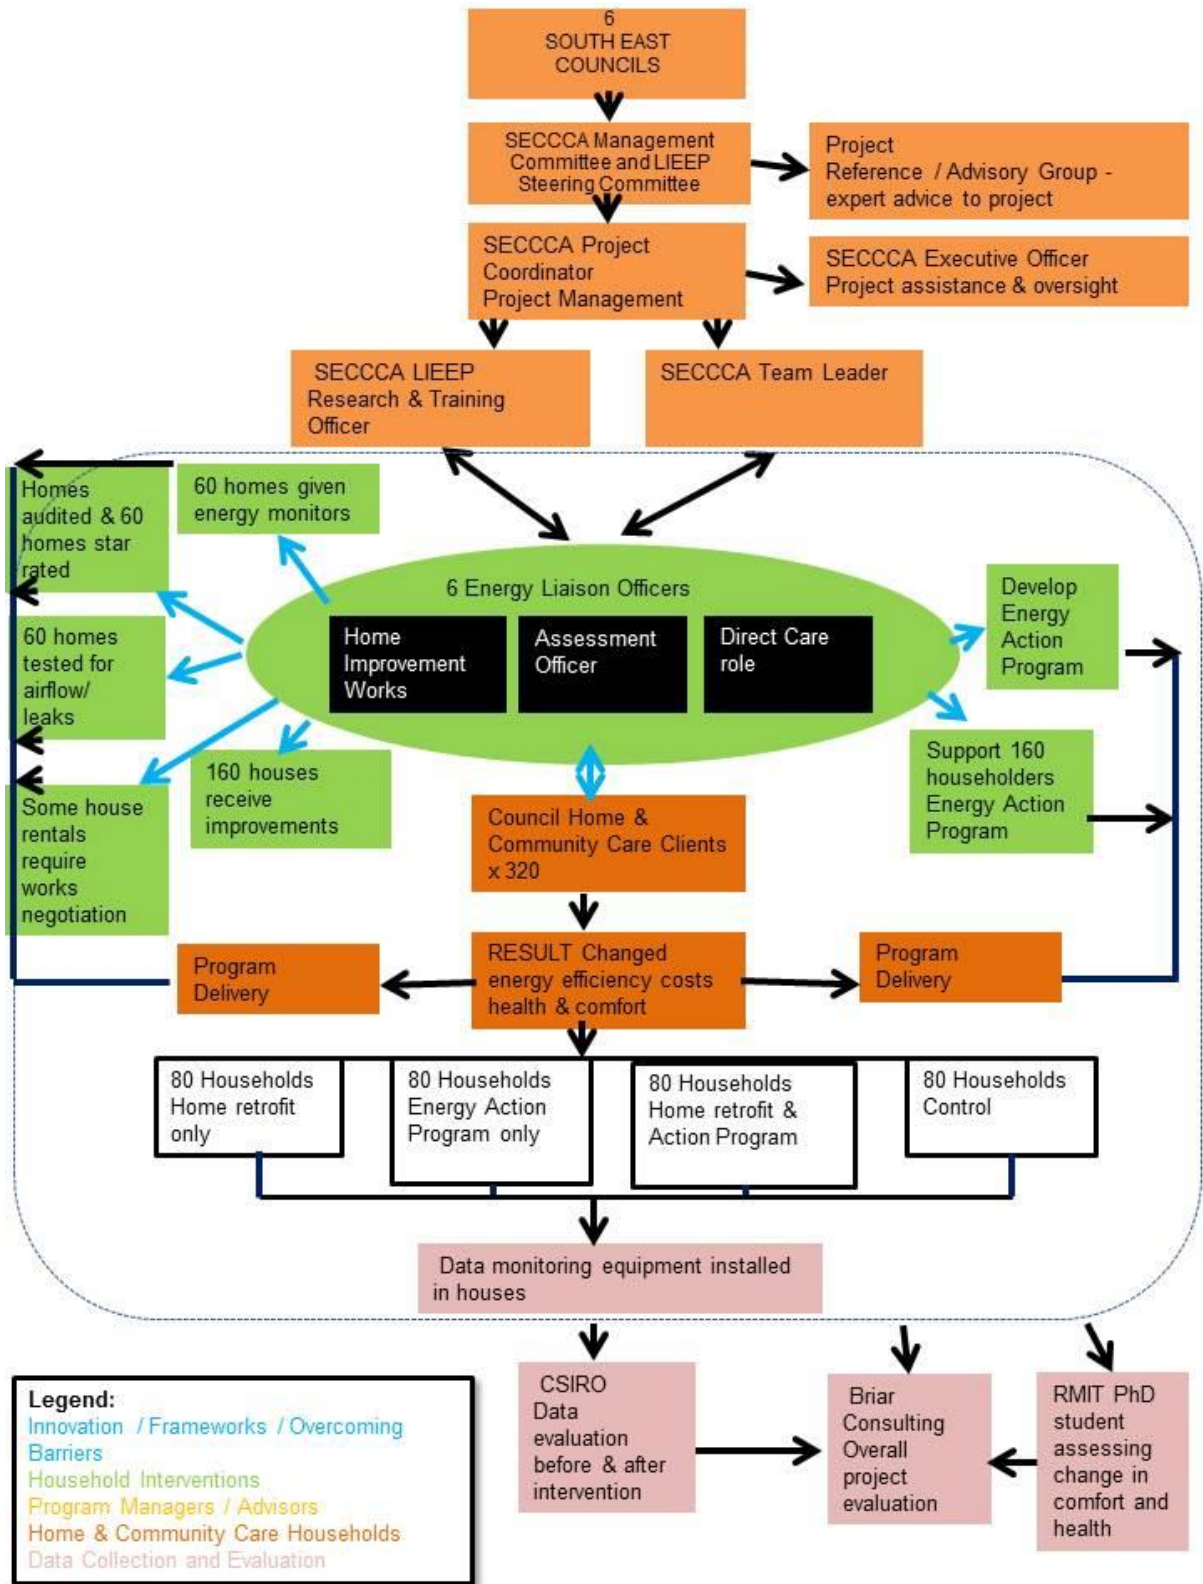 6
SOUTH EAST
COUNCILS
SECCCA Management
Committee and LIEEP
Steering Committee
Project
Reference / Advisory Group -
expert advice to project
SECCCA Project
Coordinator
Project Management
SECCCA Executive Officer
Project assistance & oversight
SECCCA LIEEP
Research & Training
Officer
SECCCA Team Leader
Homes
audited & 60
homes star
rated
60 homes given
energy monitors
6 Energy Liaison Officers
Home
Improvement
Works
Assessment
Officer
Direct Care
role
Develop
Energy
Action
Program
60 homes
tested for
airflow/
leaks
160 houses
receive
improvements
Support 160
householders
Energy Action
Program
Some house
rentals
require
works
negotiation
Council Home &
Community Care Clients
x 320
Program
Delivery
RESULT Changed
energy efficiency costs
health & comfort
Program
Delivery
80 Households
Home retrofit
only
80 Households
Energy Action
Program only
80 Households
Home retrofit &
Action Program
80 Households
Control
Data monitoring equipment installed
in houses
CSIRO
Data
evaluation
before & after
intervention
Briar
Consulting
Overall
project
evaluation
RMIT PhD
student
assessing
change in
comfort and
health
Legend:
Innovation / Frameworks / Overcoming
Barriers
Household Interventions
Program Managers / Advisors
Home & Community Care Households
Data Collection and Evaluation